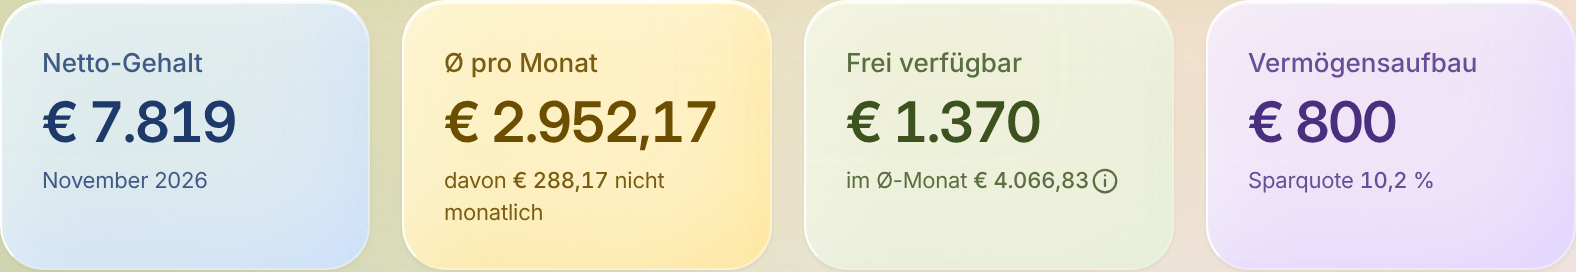 Netto-Gehalt
€ 7.819
November 2026
Ø pro Monat
€ 2.952,17
davon € 288,17 nicht
monatlich
Frei verfügbar
€ 1.370
im Ø-Monat € 4.066,83
Vermögensaufbau
€ 800
Sparquote 10,2 %